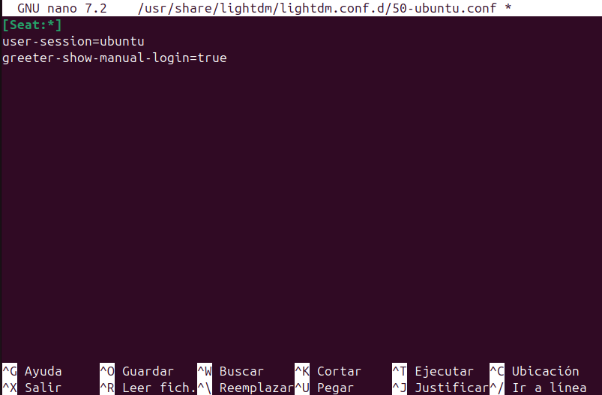 GNU nano 7.2 /usr/share/lightdm/lightdm.conf.d/50-ubuntu.conf *
[Seat:*]
user-session=ubuntu
greeter-show-manual-login=true
^G Ayuda ^O Guardar ^W Buscar ^K Cortar ^T Ejecutar ^C Ubicación
^X Salir ^R Leer fich. ^\ Reemplazar ^U Pegar ^J Justificar ^/ Ir a línea